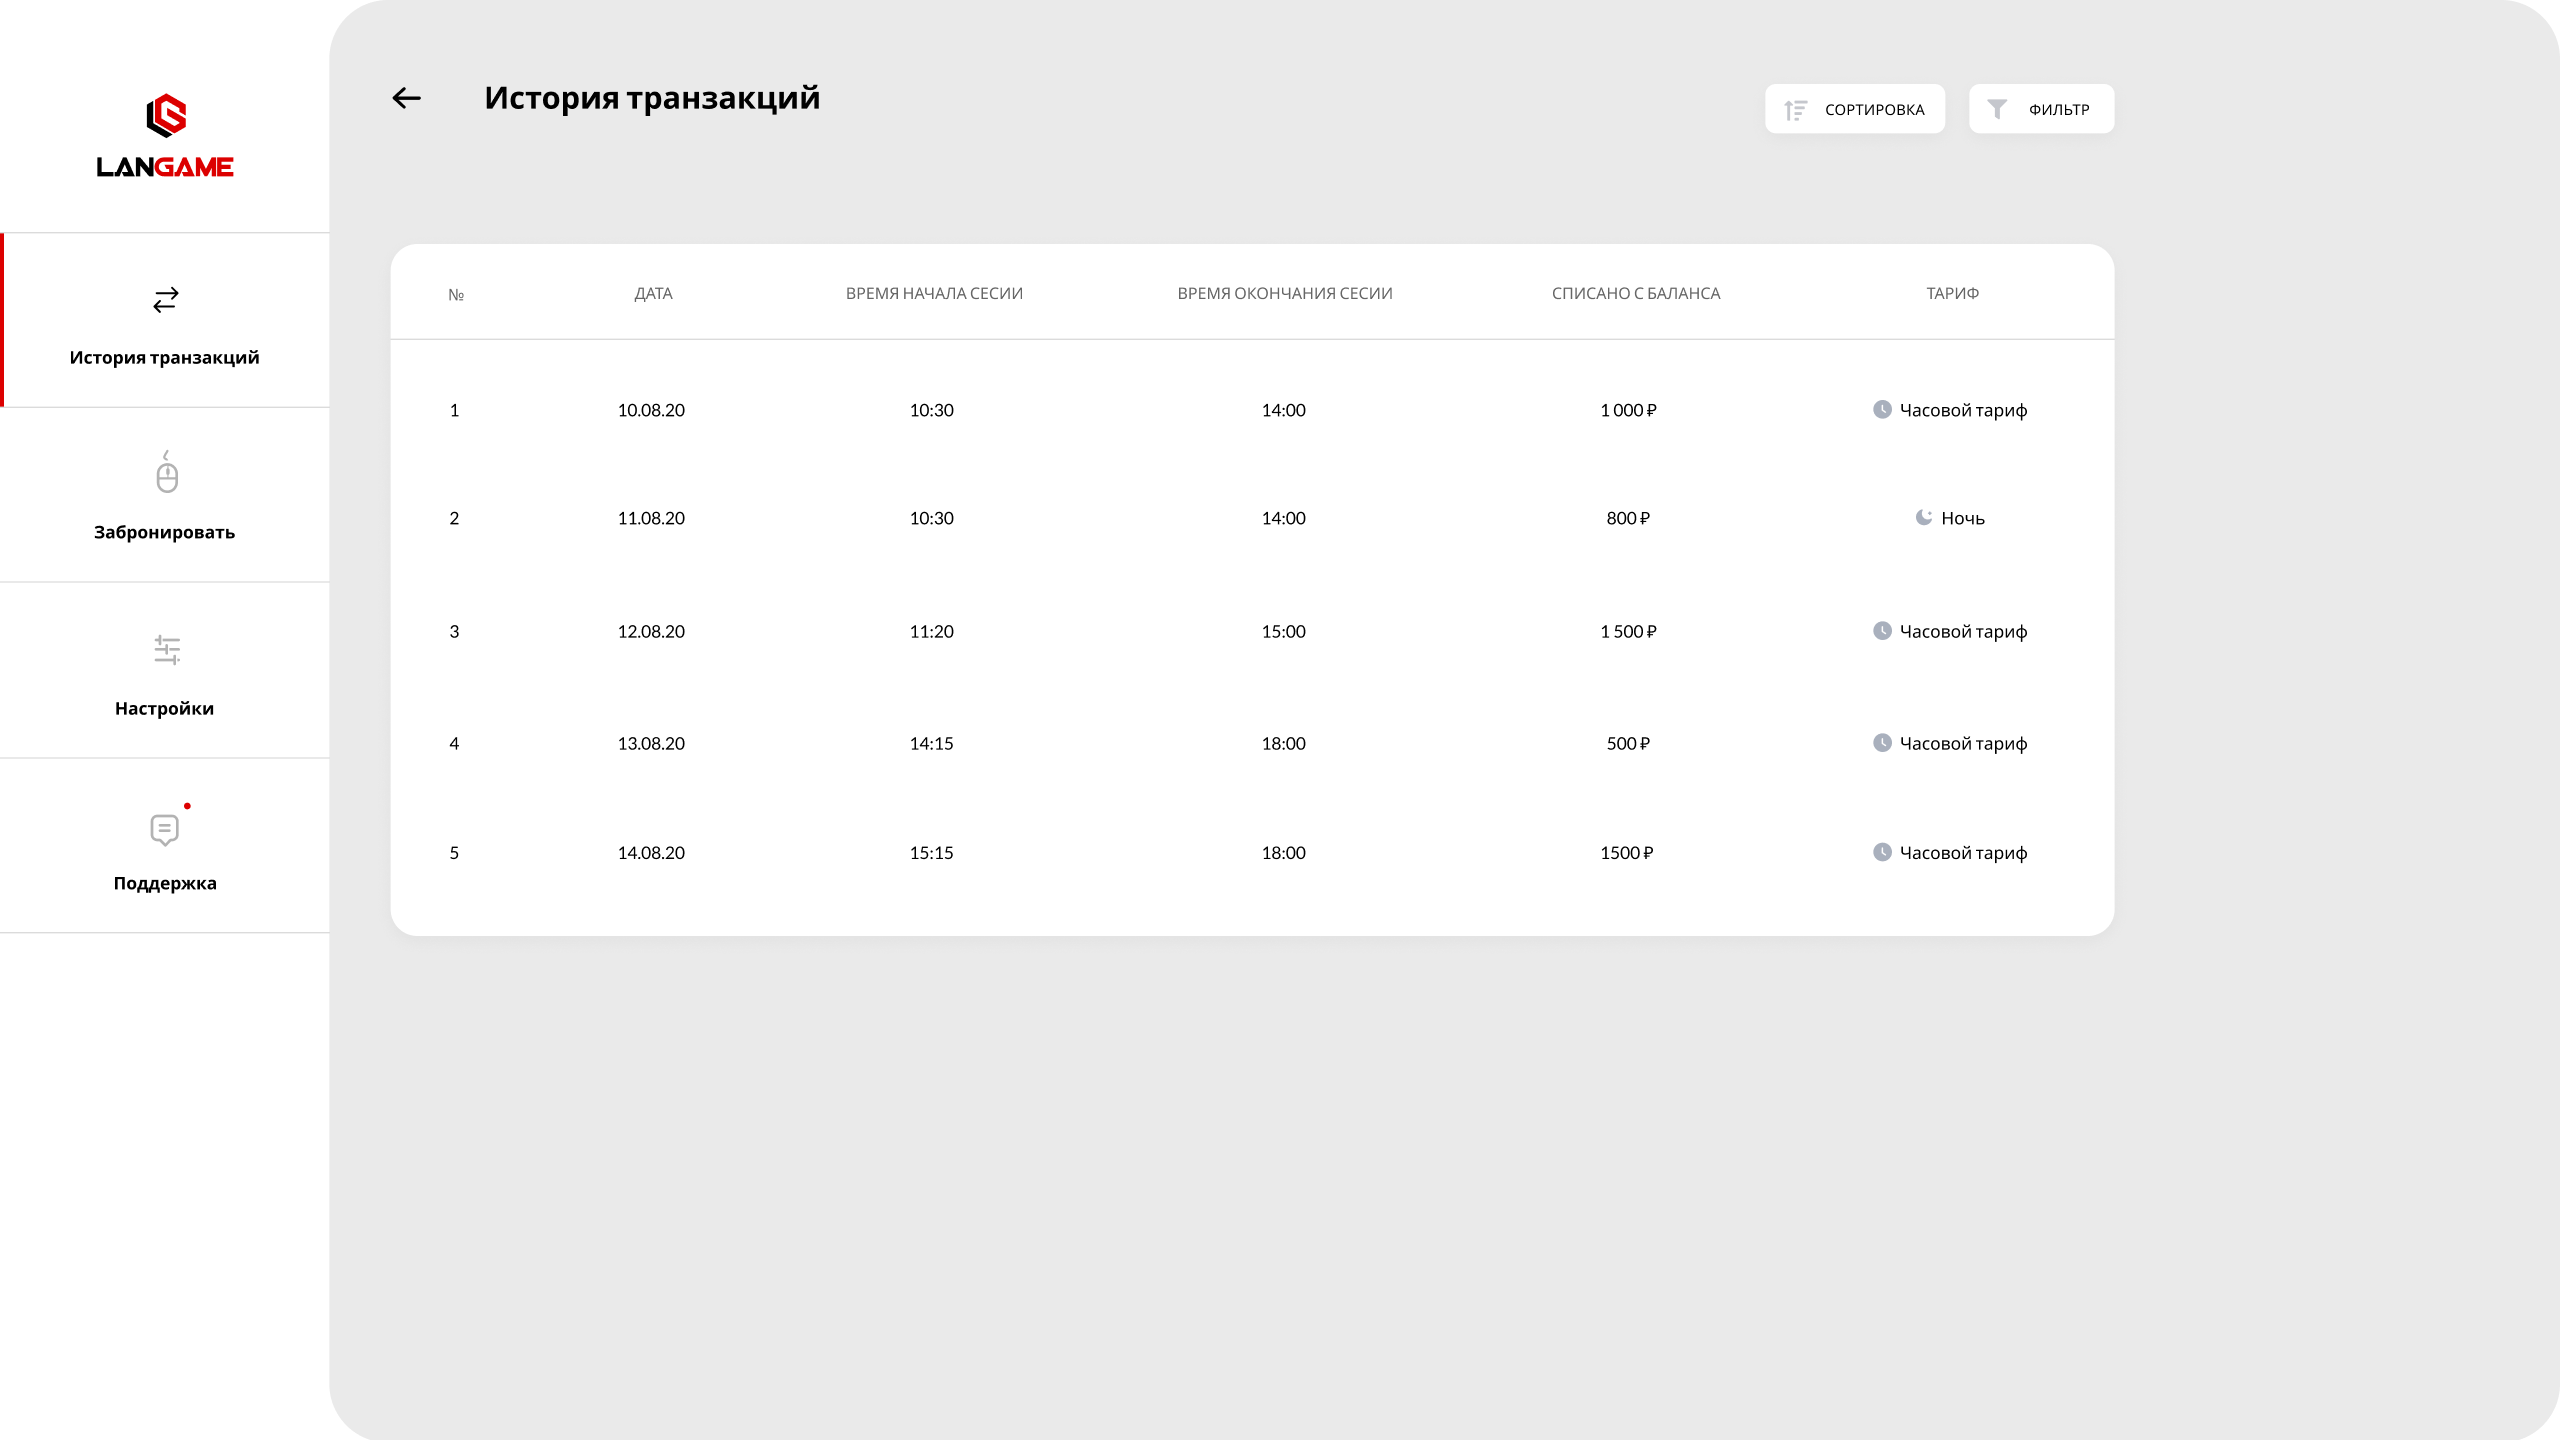 LANGAME
История транзакций
Забронировать
Настройки
Поддержка
История транзакций
СОРТИРОВКА ФИЛЬТР
№ ДАТА ВРЕМЯ НАЧАЛА СЕСИИ ВРЕМЯ ОКОНЧАНИЯ СЕСИИ СПИСАНО С БАЛАНСА ТАРИФ
1 10.08.20 10:30 14:00 1 000 ₽ Часовой тариф
2 11.08.20 10:30 14:00 800 ₽ Ночь
3 12.08.20 11:20 15:00 1 500 ₽ Часовой тариф
4 13.08.20 14:15 18:00 500 ₽ Часовой тариф
5 14.08.20 15:15 18:00 1500 ₽ Часовой тариф